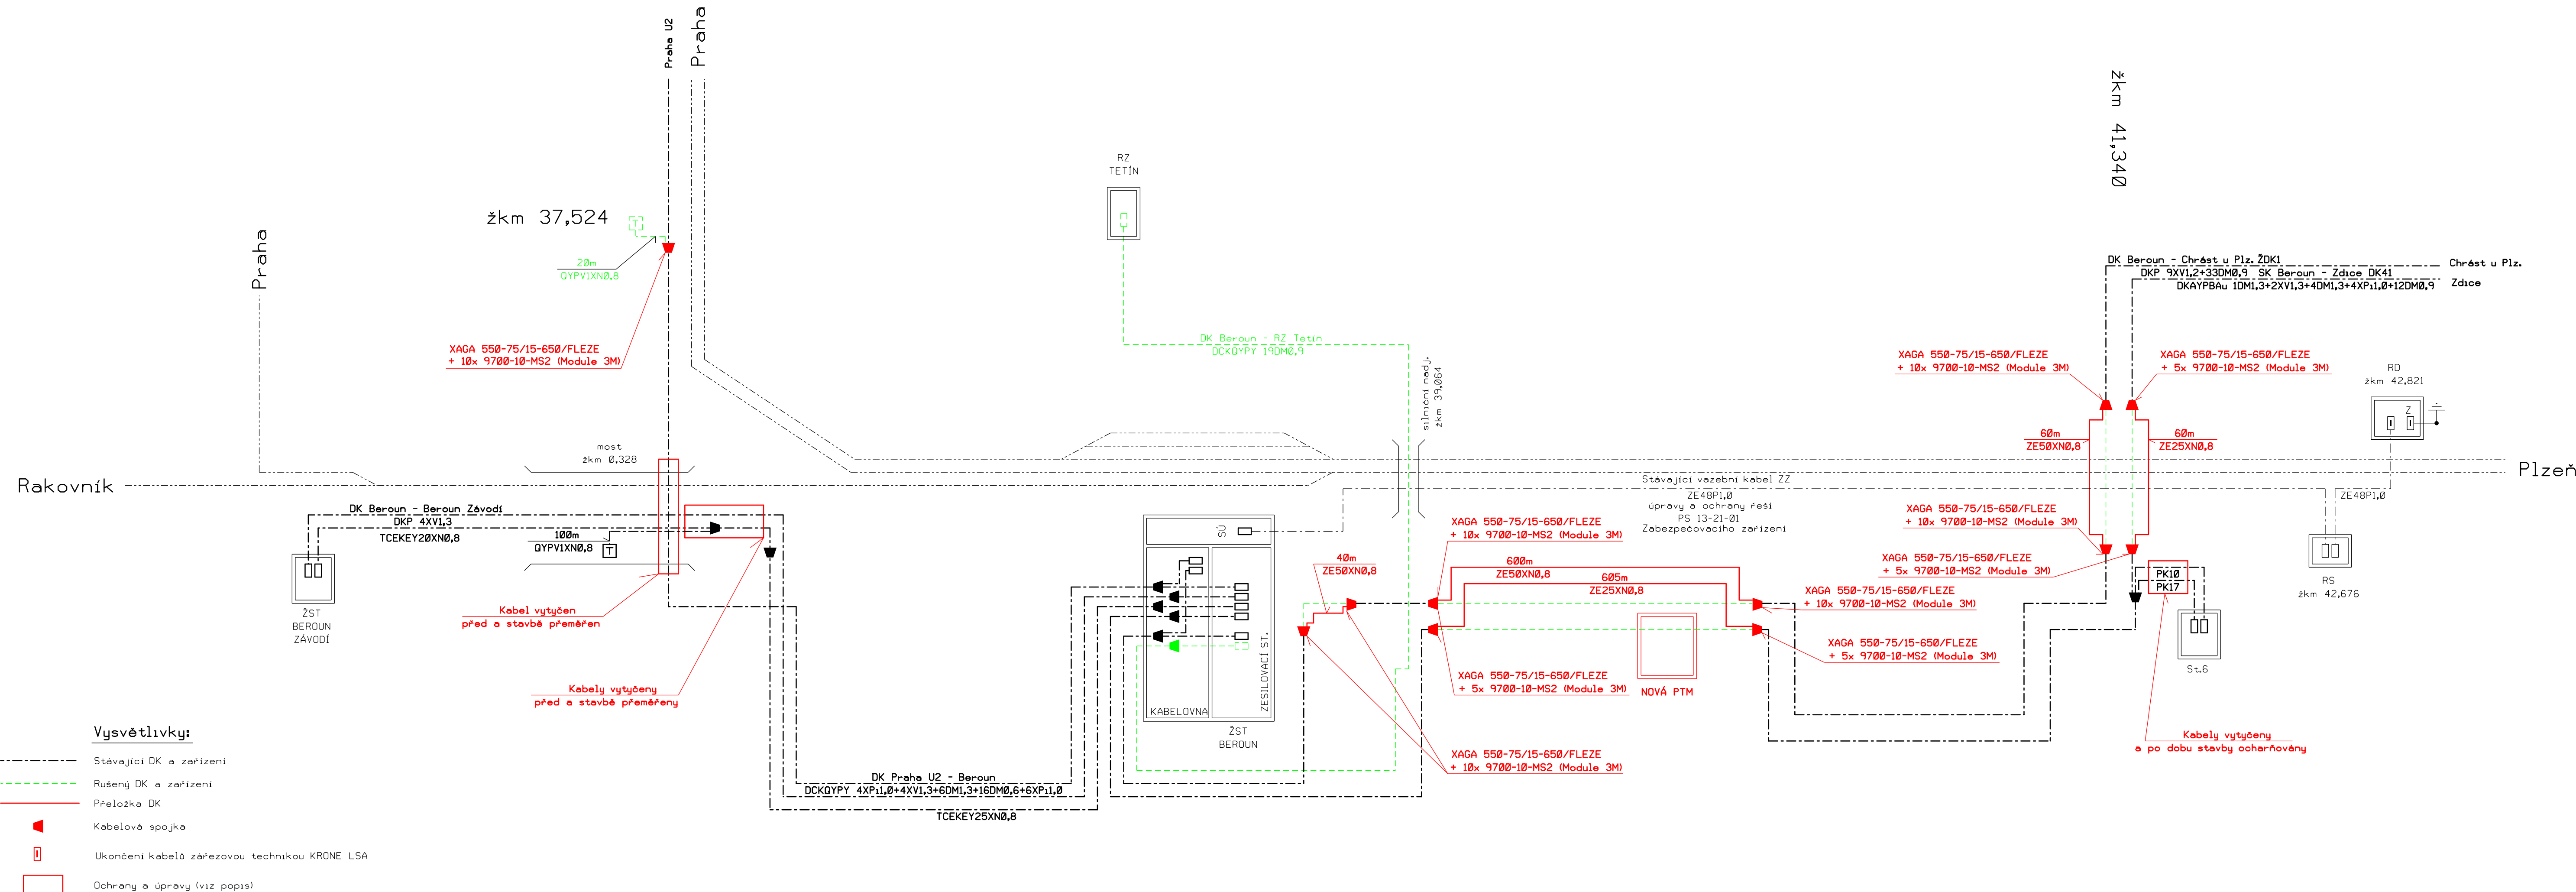 Praha U2
Praha
žkm 41,340
RZ
TETÍN
žkm 37,524
T
20m
QYPV1XN0,8
Praha
DK Beroun - Chrást u Plz. ŽDK1
Chrást u Plz.
DKP 9XV1,2+33DM0,9 SK Beroun - Zdice DK41
Zdice
DKAYPBAu 1DM1,3+2XV1,3+4DM1,3+4XPi1,0+12DM0,9
XAGA 550-75/15-650/FLEZE
+ 10x 9700-10-MS2 (Module 3M)
DK Beroun - RZ Tetín
DCKQYPY 19DM0,9
silniční nadj.
žkm 39,064
XAGA 550-75/15-650/FLEZE
+ 10x 9700-10-MS2 (Module 3M)
XAGA 550-75/15-650/FLEZE
+ 5x 9700-10-MS2 (Module 3M)
RD
žkm 42,821
Z
60m
ZE50XN0,8
60m
ZE25XN0,8
most
žkm 0,328
Rakovník
Plzeň
Stávající vazební kabel ZZ
ZE48P1,0
úpravy a ochrany řeší
PS 13-21-01
Zabezpečovacího zařízení
ZE48P1,0
DK Beroun - Beroun Závodí
DKP 4XV1,3
TCEKEY20XN0,8
100m
QYPV1XN0,8
T
SÚ
XAGA 550-75/15-650/FLEZE
+ 10x 9700-10-MS2 (Module 3M)
XAGA 550-75/15-650/FLEZE
+ 10x 9700-10-MS2 (Module 3M)
40m
ZE50XN0,8
600m
ZE50XN0,8
605m
ZE25XN0,8
XAGA 550-75/15-650/FLEZE
+ 5x 9700-10-MS2 (Module 3M)
PK10
PK17
RS
žkm 42,676
XAGA 550-75/15-650/FLEZE
+ 10x 9700-10-MS2 (Module 3M)
ŽST
BEROUN
ZÁVODÍ
Kabel vytyčen
před a stavbě přeměřen
XAGA 550-75/15-650/FLEZE
+ 5x 9700-10-MS2 (Module 3M)
St.6
Kabely vytyčeny
před a stavbě přeměřeny
KABELOVNA
ZESILOVACÍ ST.
XAGA 550-75/15-650/FLEZE
+ 5x 9700-10-MS2 (Module 3M)
NOVÁ PTM
ŽST
BEROUN
Kabely vytyčeny
a po dobu stavby ocharňovány
XAGA 550-75/15-650/FLEZE
+ 10x 9700-10-MS2 (Module 3M)
DK Praha U2 - Beroun
DCKQYPY 4XPi1,0+4XV1,3+6DM1,3+16DM0,6+6XPi1,0
TCEKEY25XN0,8
Vysvětlivky:
Stávající DK a zařízení
Rušený DK a zařízení
Přeložka DK
Kabelová spojka
Ukončení kabelů zářezovou technikou KRONE LSA
Ochrany a úpravy (viz popis)